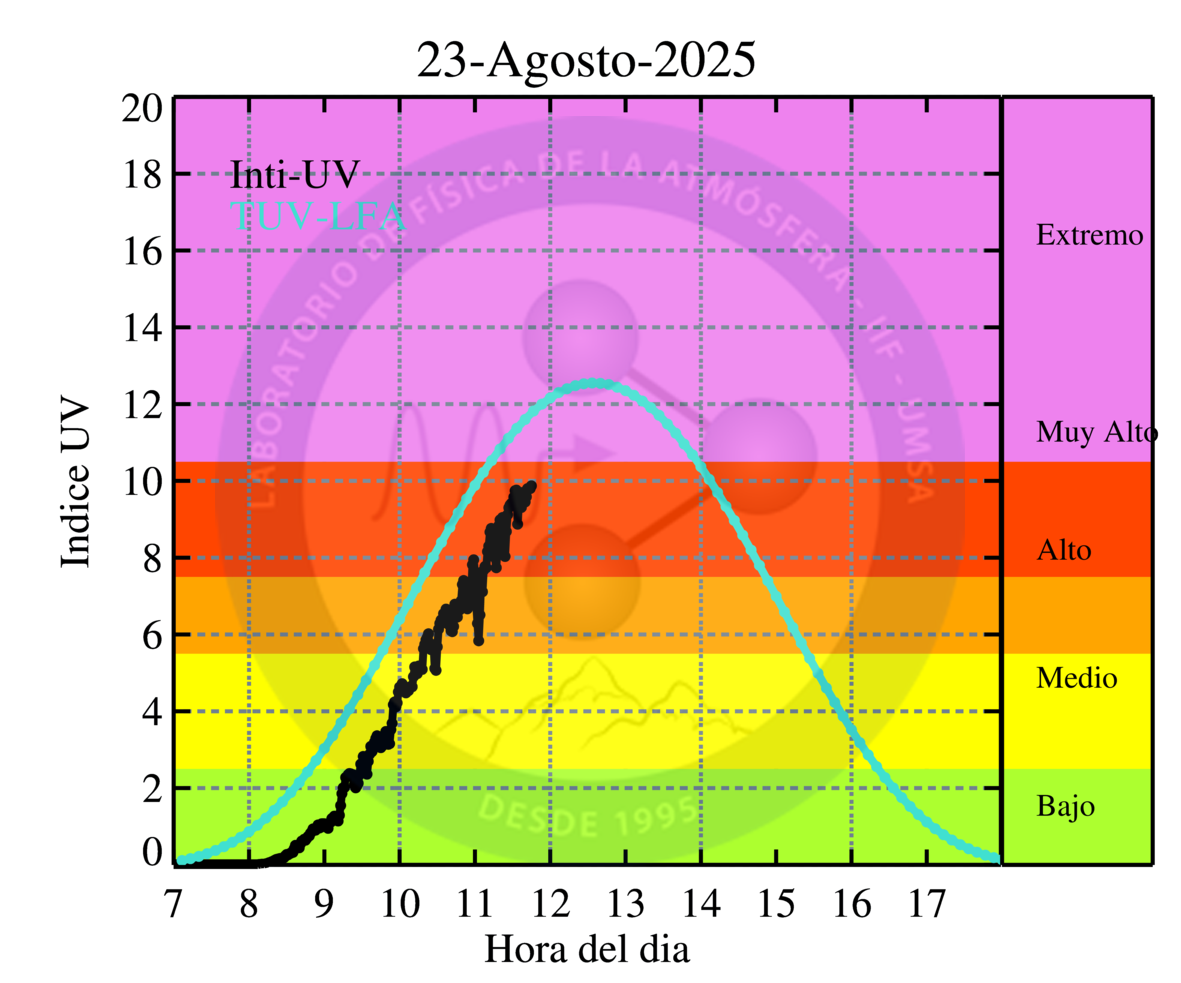 23-Agosto-2025
20
18
16
14
12
10
8
6
4
2
0
Indice UV
Inti-UV
TUV-LFA
LABORATORIO DE FÍSICA DE LA ATMÓSFERA - IIF - UMSA
DESDE 1995
Extremo
Muy Alto
Alto
Medio
Bajo
7 8 9 10 11 12 13 14 15 16 17
Hora del dia